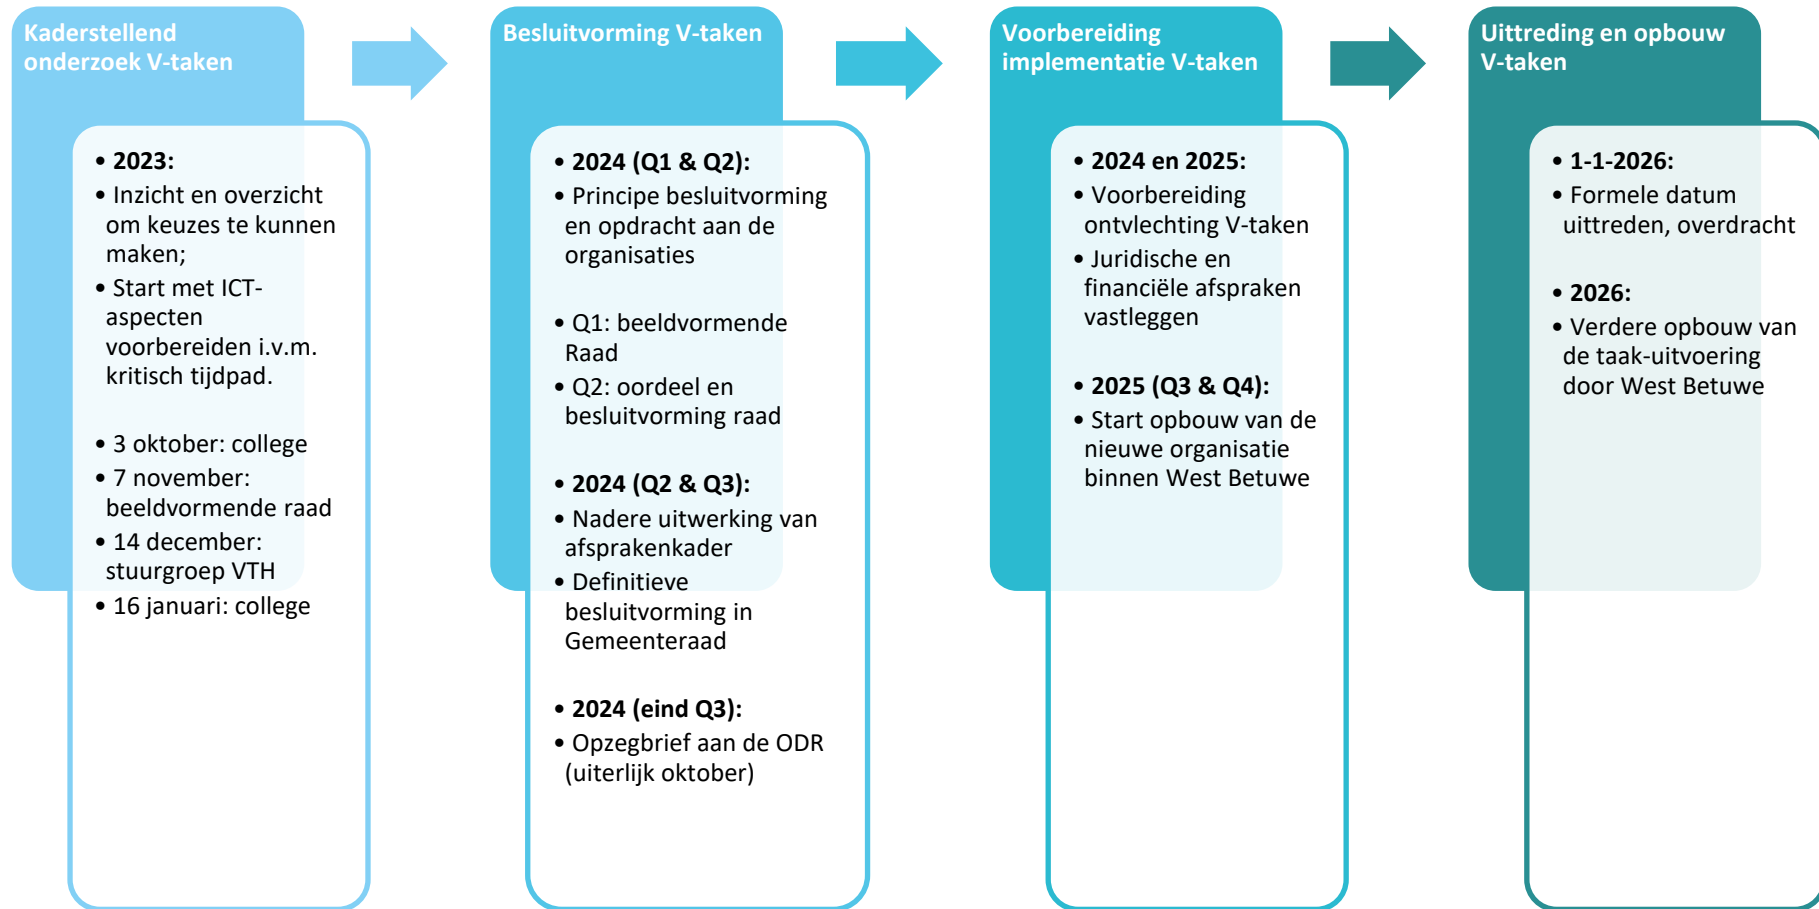 Kaderstellend
onderzoek V-taken
• 2023:
• Inzicht en overzicht
om keuzes te kunnen
maken;
• Start met ICT-
aspecten
voorbereiden i.v.m.
kritisch tijdpad.
• 3 oktober: college
• 7 november:
beeldvormende raad
• 14 december:
stuurgroep VTH
• 16 januari: college
Besluitvorming V-taken
• 2024 (Q1 & Q2):
• Principe besluitvorming
en opdracht aan de
organisaties
• Q1: beeldvormende
Raad
• Q2: oordeel en
besluitvorming raad
• 2024 (Q2 & Q3):
• Nadere uitwerking van
afsprakenkader
• Definitieve
besluitvorming in
Gemeenteraad
• 2024 (eind Q3):
• Opzegbrief aan de ODR
(uiterlijk oktober)
Voorbereiding
implementatie V-taken
• 2024 en 2025:
• Voorbereiding
ontvlechting V-taken
• Juridische en
financiële afspraken
vastleggen
• 2025 (Q3 & Q4):
• Start opbouw van de
nieuwe organisatie
binnen West Betuwe
Uittreding en opbouw
V-taken
• 1-1-2026:
• Formele datum
uittreden, overdracht
• 2026:
• Verdere opbouw van
de taak-uitvoering
door West Betuwe